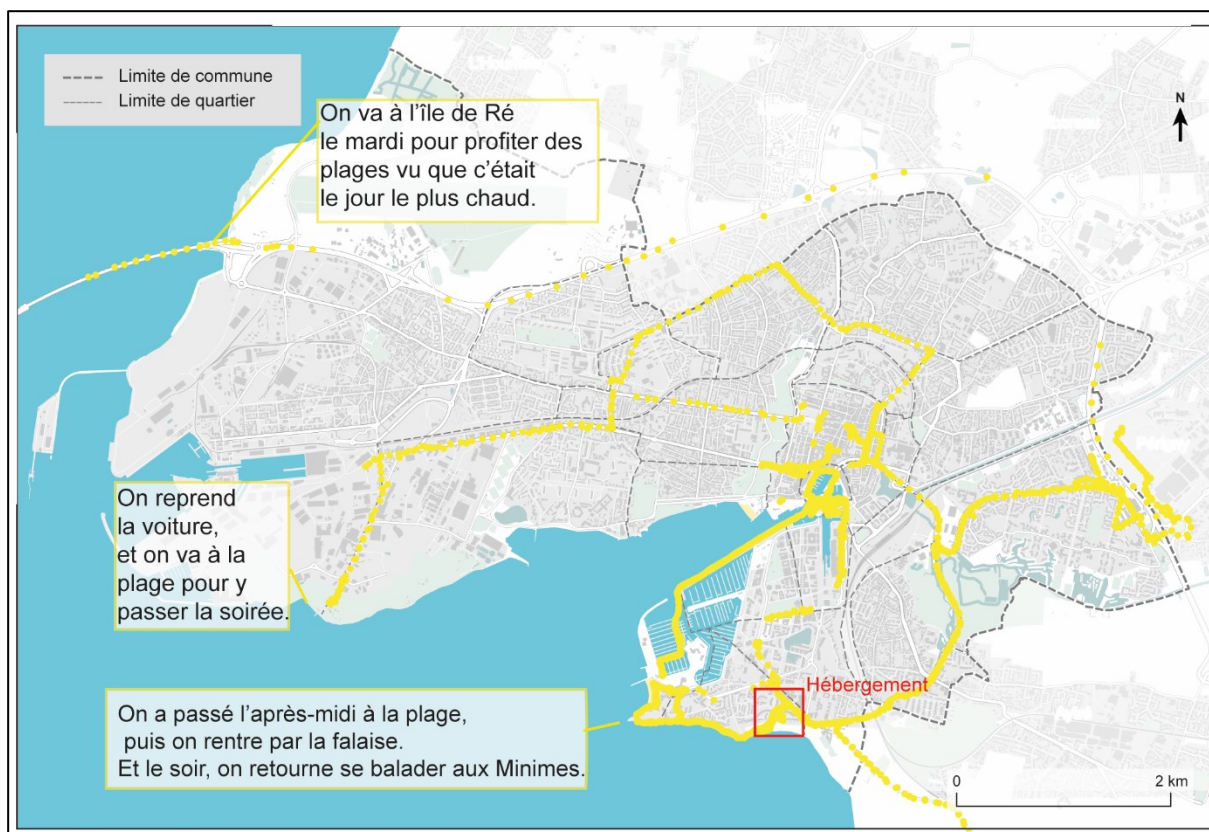 Limite de commune
Limite de quartier
N
On va à l’île de Ré
le mardi pour profiter des
plages vu que c’était
le jour le plus chaud.
On reprend
la voiture,
et on va à la
plage pour y
passer la soirée.
Hébergement
On a passé l’après-midi à la plage,
puis on rentre par la falaise.
Et le soir, on retourne se balader aux Minimes.
0 2 km